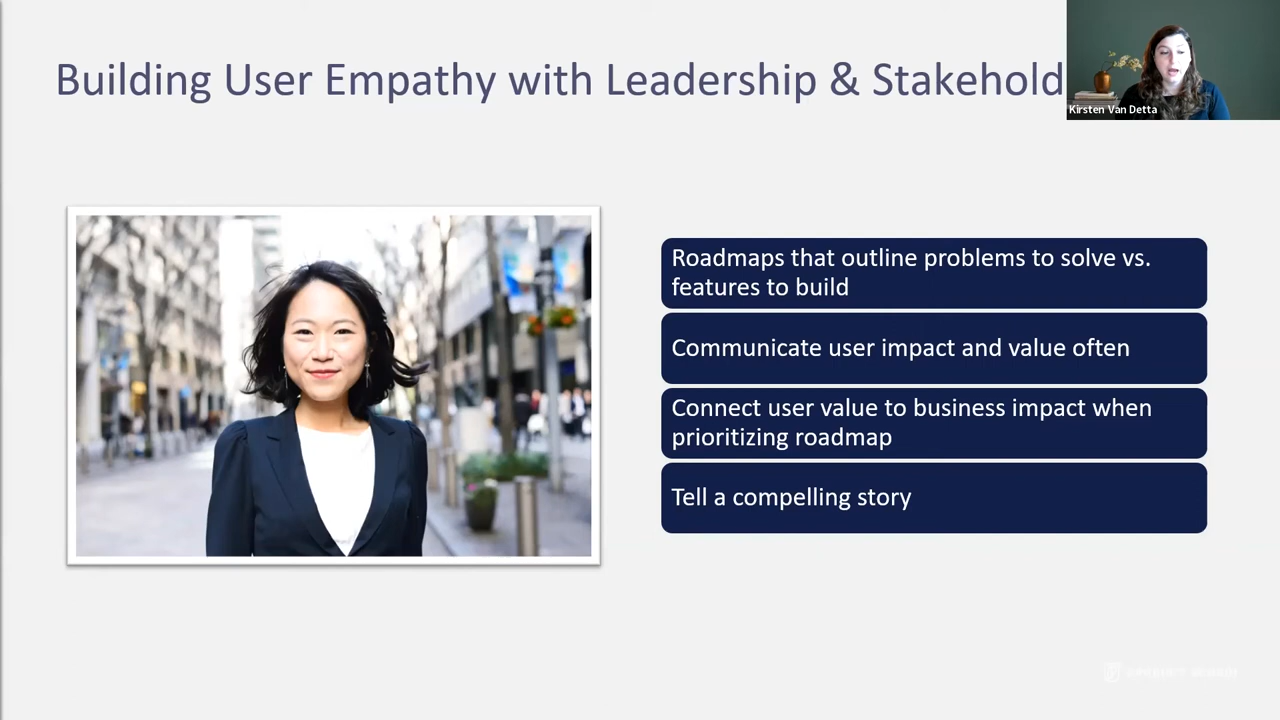 Building User Empathy with Leadership & Stakehold
Kirsten Van Detta
Roadmaps that outline problems to solve vs.
features to build
Communicate user impact and value often
Connect user value to business impact when
prioritizing roadmap
Tell a compelling story